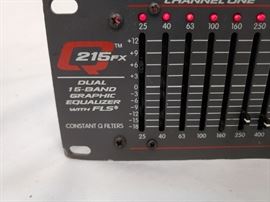 CHANNEL ONE
25 40 63 100 160 250
Q 215FX™
DUAL
15-BAND
GRAPHIC
EQUALIZER
WITH FLS®
CONSTANT Q FILTERS
+12
+9
+6
+3
0
-3
-6
-9
-12
-15
-18
25 40 63 100 160 250 400